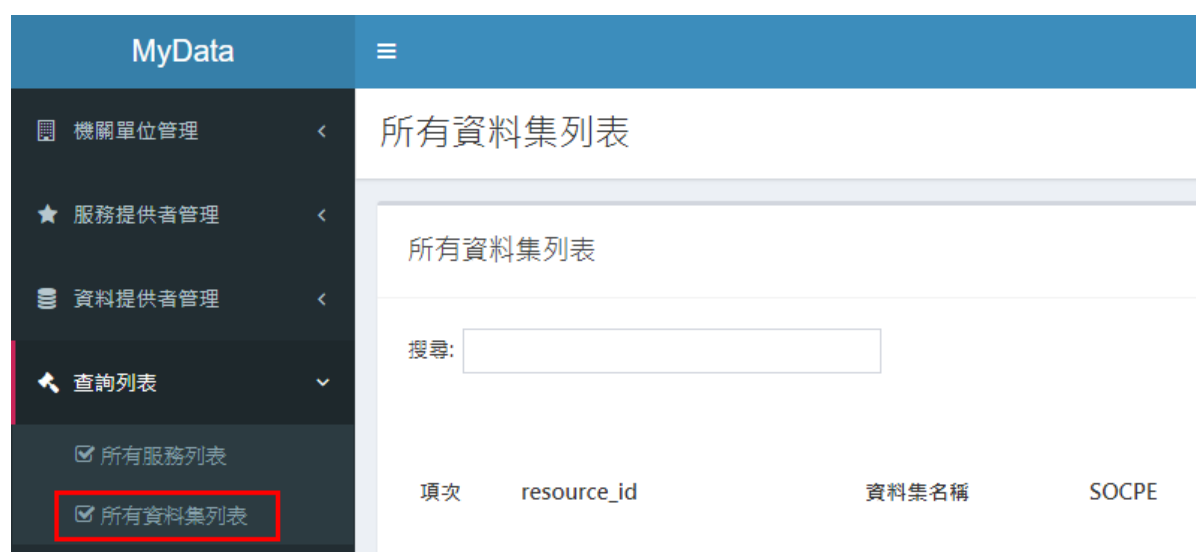 MyData
機關單位管理
服務提供者管理
資料提供者管理
查詢列表
所有服務列表
所有資料集列表
所有資料集列表
所有資料集列表
搜尋:
項次 resource_id 資料集名稱 SOCPE